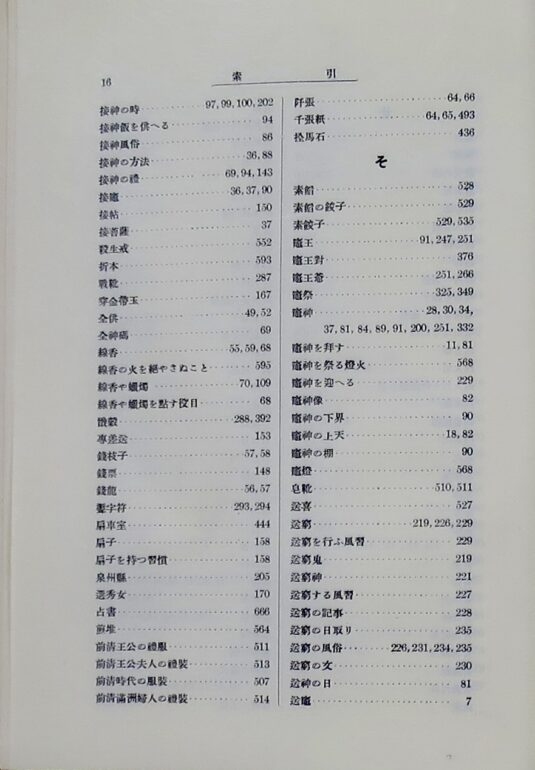 16
索引
接神の時 97,99,100,202
接神飯を供へる 94
接神風俗 86
接神の方法 36,88
接神の禮 69,94,143
接竈 36,37,90
接帖 150
接菩薩 37
殺生戒 552
折本 593
戰靴 287
穿金帶玉 167
全供 49,52
全神碼 69
線香 55,59,68
線香の火を絕やさぬこと 595
線香や蠟燭 70,109
線香や蠟燭を點す役目 68
餞穀 288,392
專差送 153
錢枝子 57,58
錢票 148
錢龍 56,57
字符 293,294
扇車室 444
扇子 158
扇子を持つ習慣 158
泉州縣 205
選秀女 170
占書 666
堆 564
前淸王公の禮服 511
前淸王公夫人の禮裝 513
前淸時代の服裝 507
前淸滿洲婦人の禮裝 514
阡張 64,66
千張紙 64,65,493
拴馬石 436
そ
素餡 528
素餡の餃子 529
素餃子 529,535
竈王 91,247,251
竈王對 376
竈王爺 251,266
竈祭 325,349
竈神 28,30,34,
37,81,84,89,91,200,251,332
竈神を拜す 11,81
竈神を祭る燈火 568
竈神を迎へる 229
竈神像 82
竈神の下界 90
竈神の上天 18,82
竈神の棚 90
竈燈 568
皂靴 510,511
送喜 527
送窮 219,226,229
送窮を行ふ風習 229
送窮鬼 219
送窮神 221
送窮する風習 227
送窮の記事 228
送窮の日取り 235
送窮の風俗 226,231,234,235
送窮の文 230
送神の日 81
送竈 7